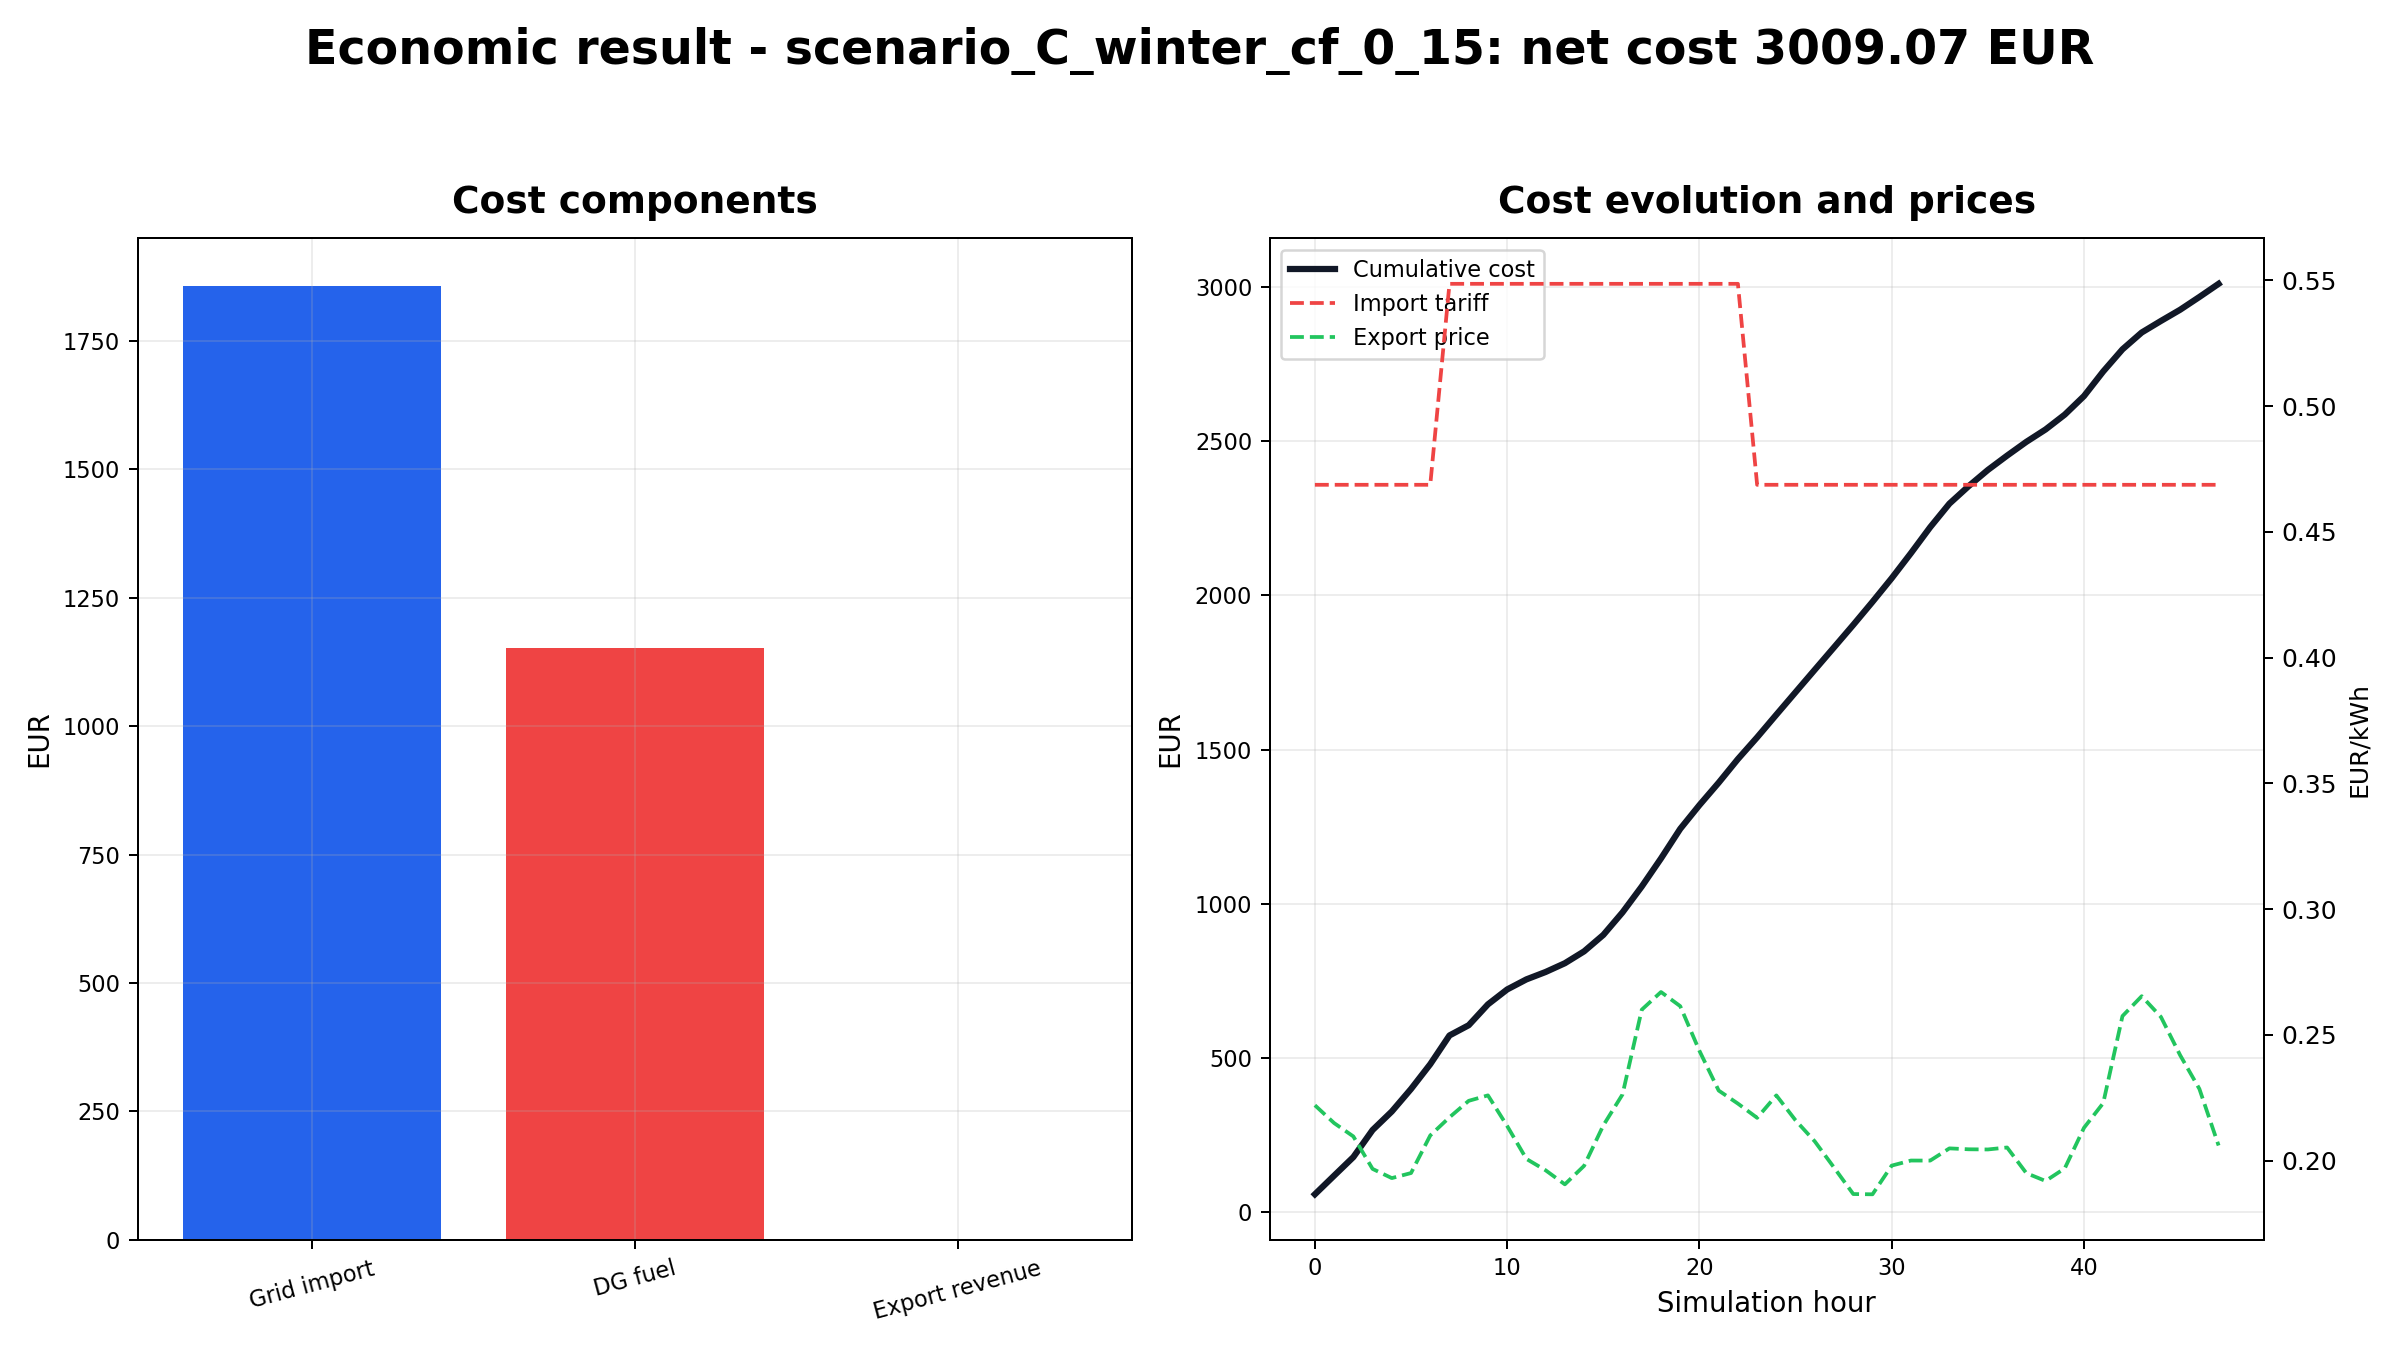 Economic result - scenario_C_winter_cf_0_15: net cost 3009.07 EUR
Cost components
EUR
1750
1500
1250
1000
750
500
250
0
Grid import
DG fuel
Export revenue
Cost evolution and prices
Cumulative cost
Import tariff
Export price
EUR
3000
2500
2000
1500
1000
500
0
0.55
0.50
0.45
0.40
0.35
0.30
0.25
0.20
EUR/kWh
0 10 20 30 40
Simulation hour